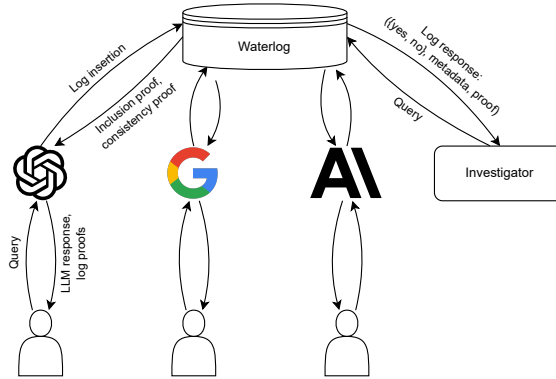 Waterlog
Log insertion
Inclusion proof,
consistency proof
Log response:
({yes, no}, metadata, proof)
Query
Investigator
Query
LLM response,
log proofs